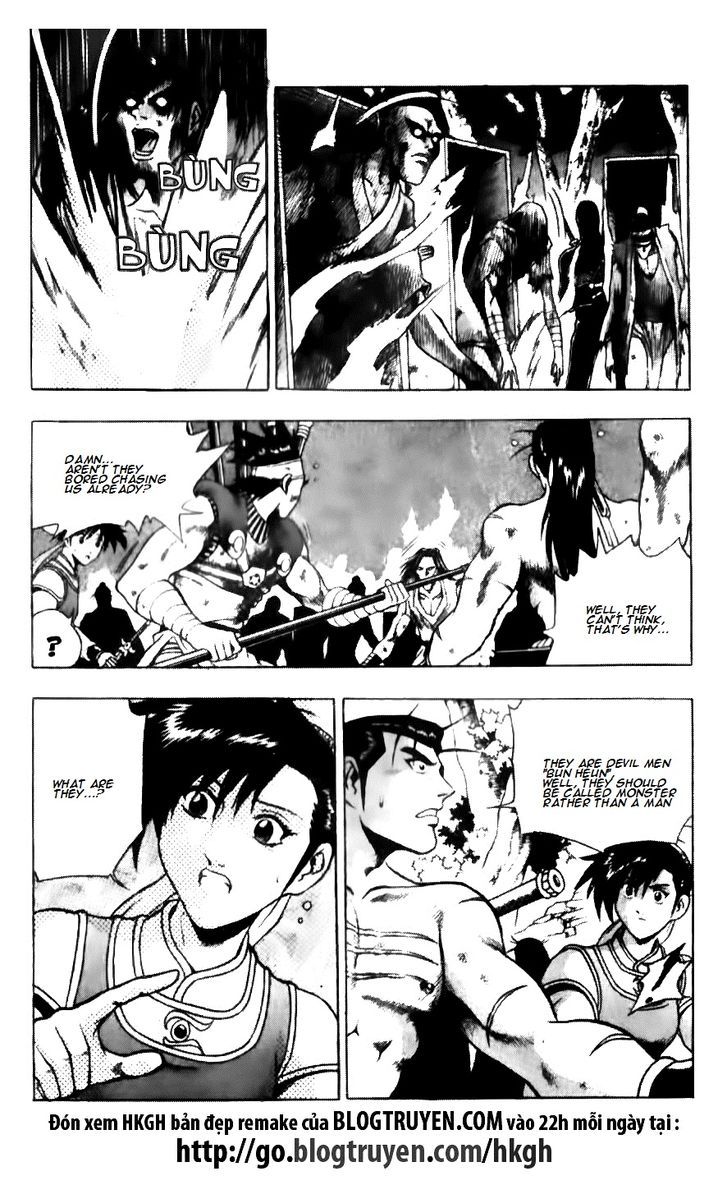 BÙNG
BÙNG
DAMN...
AREN'T THEY
BORED CHASING
US ALREADY?
?
WELL, THEY
CAN'T THINK,
THAT'S WHY...
WHAT ARE
THEY...?
THEY ARE DEVIL MEN
"BUN HEUN",
WELL, THEY SHOULD
BE CALLED MONSTER
RATHER THAN A MAN
Đón xem HKGH bản đẹp remake của BLOGTRUYEN.COM vào 22h mỗi ngày tại :
http://go.blogtruyen.com/hkgh